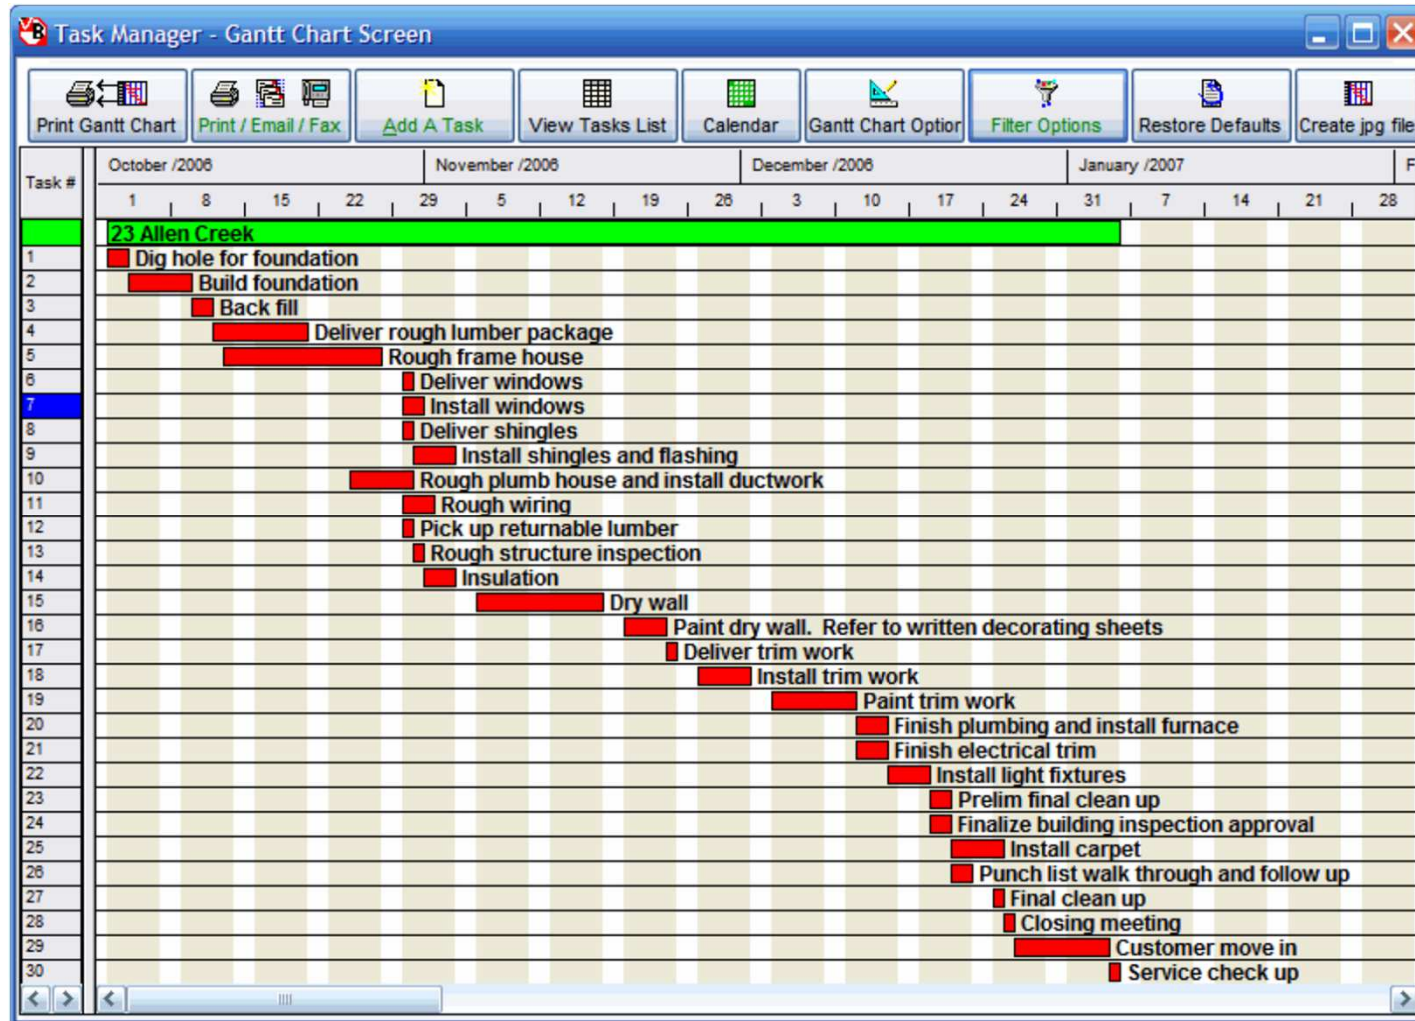 Task Manager - Gantt Chart Screen
Print Gantt Chart Print / Email / Fax Add A Task View Tasks List Calendar Gantt Chart Option Filter Options Restore Defaults Create jpg file
Task # October /2006 November /2006 December /2006 January /2007 F
1 8 15 22 29 5 12 19 26 3 10 17 24 31 7 14 21 28
23 Allen Creek
1 Dig hole for foundation
2 Build foundation
3 Back fill
4 Deliver rough lumber package
5 Rough frame house
6 Deliver windows
7 Install windows
8 Deliver shingles
9 Install shingles and flashing
10 Rough plumb house and install ductwork
11 Rough wiring
12 Pick up returnable lumber
13 Rough structure inspection
14 Insulation
15 Dry wall
16 Paint dry wall. Refer to written decorating sheets
17 Deliver trim work
18 Install trim work
19 Paint trim work
20 Finish plumbing and install furnace
21 Finish electrical trim
22 Install light fixtures
23 Prelim final clean up
24 Finalize building inspection approval
25 Install carpet
26 Punch list walk through and follow up
27 Final clean up
28 Closing meeting
29 Customer move in
30 Service check up